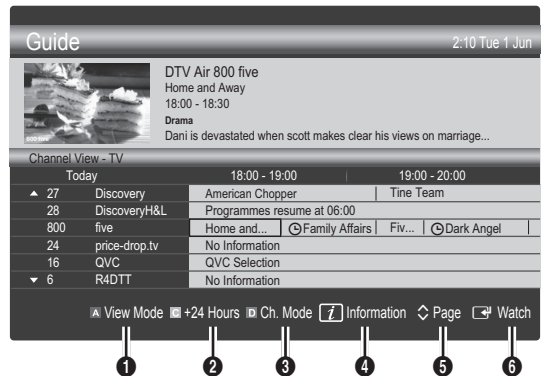 Guide
2:10 Tue 1 Jun
DTV Air 800 five
Home and Away
18:00 - 18:30
Drama
Dani is devastated when scott makes clear his views on marriage...
800 five
Channel View - TV
Today 18:00 - 19:00 19:00 - 20:00
▲ 27 Discovery American Chopper Tine Team
28 DiscoveryH&L Programmes resume at 06:00
800 five Home and... Family Affairs Fiv... Dark Angel
24 price-drop.tv No Information
16 QVC QVC Selection
▼ 6 R4DTT No Information
A View Mode C +24 Hours D Ch. Mode i Information Page Watch
1 2 3 4 5 6